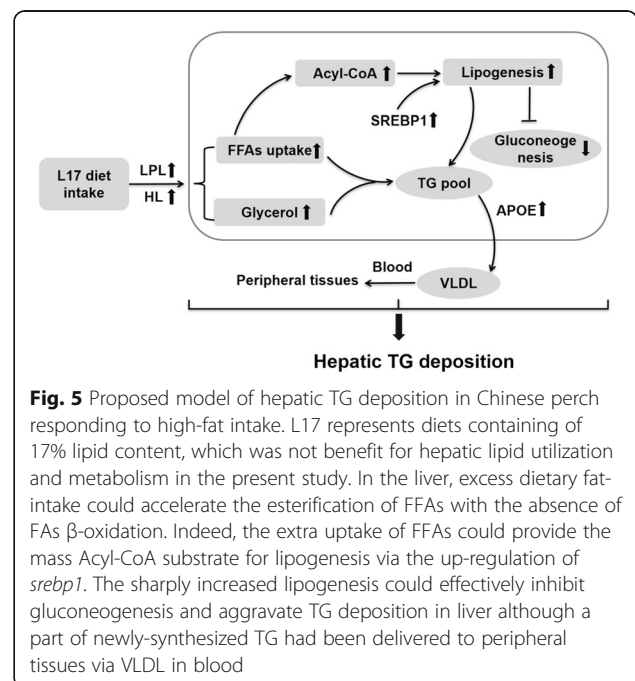 Acyl-CoA ↑
Lipogenesis ↑
SREBP1↑
Gluconeoge
nesis ↓
FFAs uptake↑
L17 diet
intake
LPL↑
HL ↑
TG pool
Glycerol ↑
APOE ↑
Blood
Peripheral tissues
VLDL
Hepatic TG deposition
Fig. 5 Proposed model of hepatic TG deposition in Chinese perch
responding to high-fat intake. L17 represents diets containing of
17% lipid content, which was not benefit for hepatic lipid utilization
and metabolism in the present study. In the liver, excess dietary fat-
intake could accelerate the esterification of FFAs with the absence of
FAs β-oxidation. Indeed, the extra uptake of FFAs could provide the
mass Acyl-CoA substrate for lipogenesis via the up-regulation of
srebp1. The sharply increased lipogenesis could effectively inhibit
gluconeogenesis and aggravate TG deposition in liver although a
part of newly-synthesized TG had been delivered to peripheral
tissues via VLDL in blood